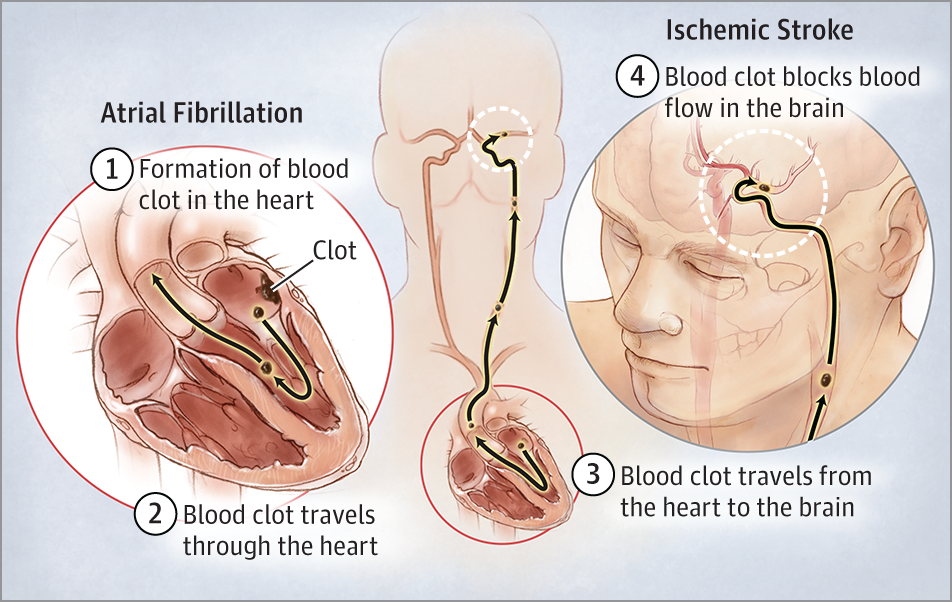 Atrial Fibrillation
1 Formation of blood
clot in the heart
Clot
2 Blood clot travels
through the heart
3 Blood clot travels from
the heart to the brain
Ischemic Stroke
4 Blood clot blocks blood
flow in the brain